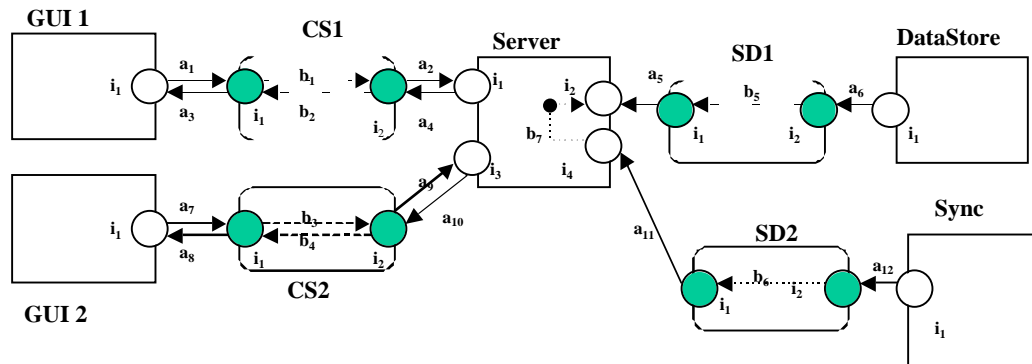 GUI 1
CS1
Server
SD1
DataStore
i1
a1
a3
i1
b1
b2
i2
a2
a4
i1
i2
b7
i4
i3
a5
i1
b5
i2
a6
i1
a9
a10
i1
a7
a8
i1
b3
b4
i2
CS2
GUI 2
a11
SD2
i1
b6
i2
a12
Sync
i1